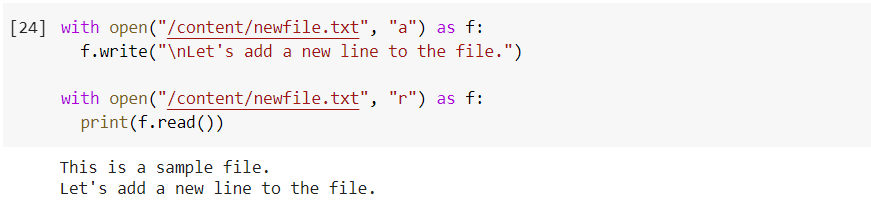 [24] with open("/content/newfile.txt", "a") as f:
f.write("\nLet's add a new line to the file.")
with open("/content/newfile.txt", "r") as f:
print(f.read())
This is a sample file.
Let's add a new line to the file.